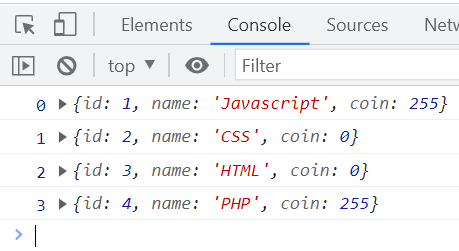 Elements Console Sources Netw
top Filter
0 {id: 1, name: 'Javascript', coin: 255}
1 {id: 2, name: 'CSS', coin: 0}
2 {id: 3, name: 'HTML', coin: 0}
3 {id: 4, name: 'PHP', coin: 255}